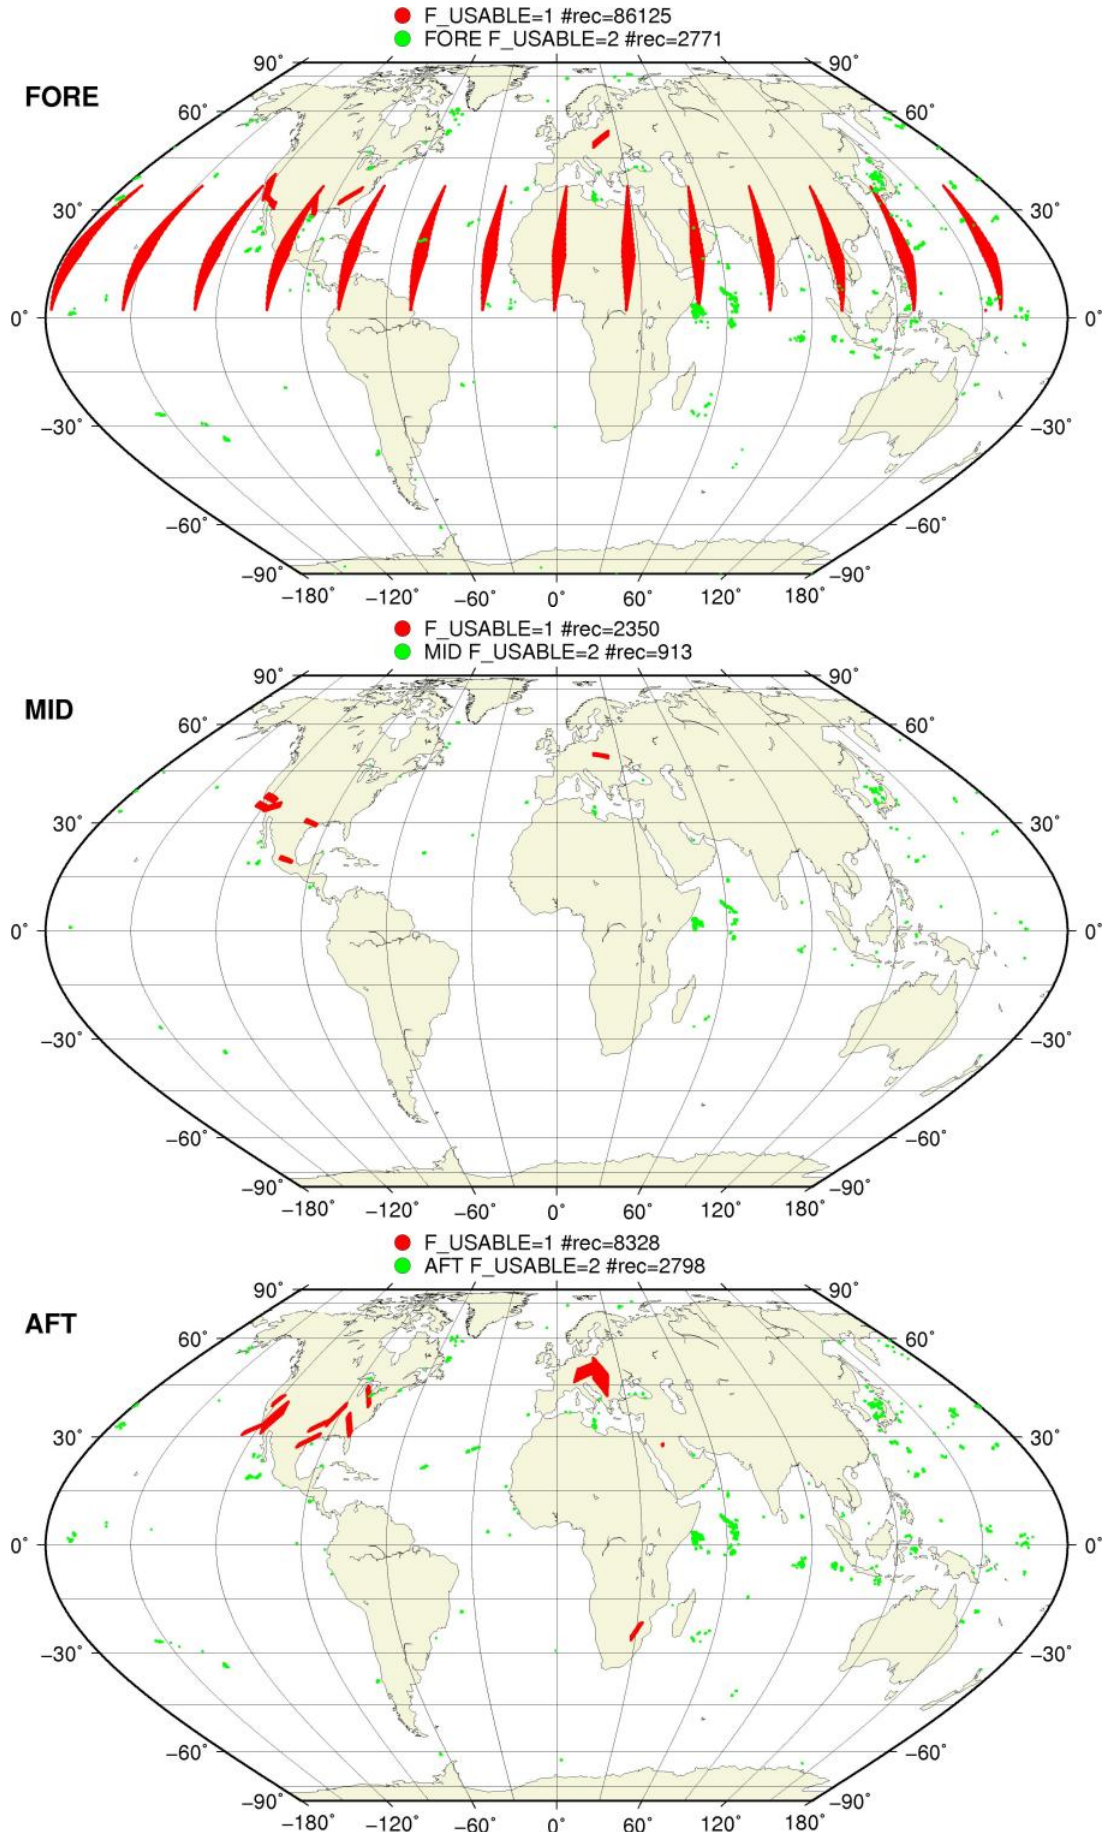 F_USABLE=1 #rec=86125
FORE F_USABLE=2 #rec=2771
FORE
90˚ 90˚
60˚ 60˚
30˚ 30˚
0˚ 0˚
−30˚ −30˚
−60˚ −60˚
−90˚ −90˚
−180˚ −120˚ −60˚ 0˚ 60˚ 120˚ 180˚
F_USABLE=1 #rec=2350
MID F_USABLE=2 #rec=913
MID
90˚ 90˚
60˚ 60˚
30˚ 30˚
0˚ 0˚
−30˚ −30˚
−60˚ −60˚
−90˚ −90˚
−180˚ −120˚ −60˚ 0˚ 60˚ 120˚ 180˚
F_USABLE=1 #rec=8328
AFT F_USABLE=2 #rec=2798
AFT
90˚ 90˚
60˚ 60˚
30˚ 30˚
0˚ 0˚
−30˚ −30˚
−60˚ −60˚
−90˚ −90˚
−180˚ −120˚ −60˚ 0˚ 60˚ 120˚ 180˚